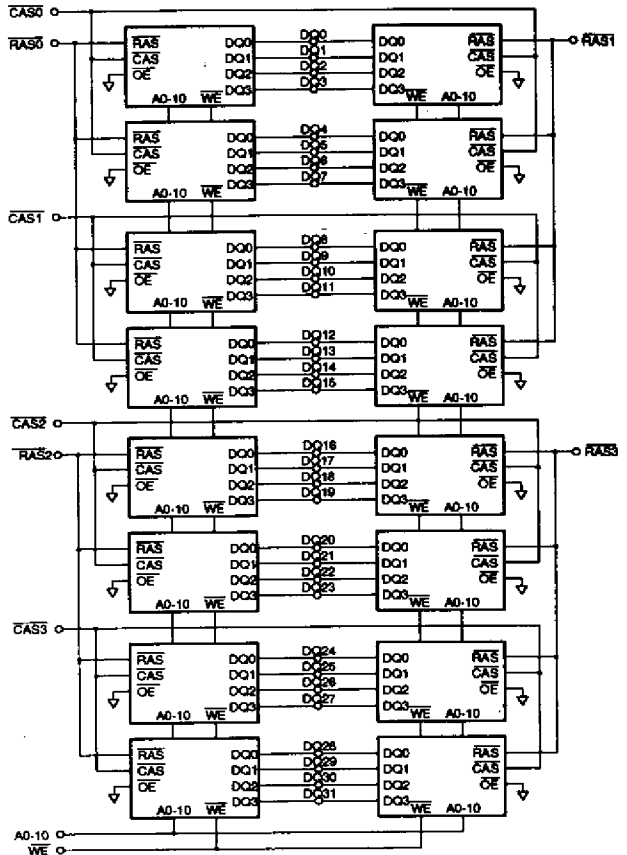 CAS0
RAS0
RAS1
DQ0
DQ1
DQ2
DQ3
RAS
CAS
OE
A0-10 WE
DQ0
DQ1
DQ2
DQ3
DQ0
DQ1
DQ2
DQ3
RAS
CAS
OE
WE A0-10
DQ4
DQ5
DQ6
DQ7
RAS
CAS
OE
A0-10 WE
DQ0
DQ1
DQ2
DQ3
DQ0
DQ1
DQ2
DQ3
RAS
CAS
OE
WE A0-10
CAS1
DQ8
DQ9
DQ10
DQ11
RAS
CAS
OE
A0-10 WE
DQ0
DQ1
DQ2
DQ3
DQ0
DQ1
DQ2
DQ3
RAS
CAS
OE
WE A0-10
DQ12
DQ13
DQ14
DQ15
RAS
CAS
OE
A0-10 WE
DQ0
DQ1
DQ2
DQ3
DQ0
DQ1
DQ2
DQ3
RAS
CAS
OE
WE A0-10
CAS2
RAS2
RAS3
DQ16
DQ17
DQ18
DQ19
RAS
CAS
OE
A0-10 WE
DQ0
DQ1
DQ2
DQ3
DQ0
DQ1
DQ2
DQ3
RAS
CAS
OE
WE A0-10
DQ20
DQ21
DQ22
DQ23
RAS
CAS
OE
A0-10 WE
DQ0
DQ1
DQ2
DQ3
DQ0
DQ1
DQ2
DQ3
RAS
CAS
OE
WE A0-10
CAS3
DQ24
DQ25
DQ26
DQ27
RAS
CAS
OE
A0-10 WE
DQ0
DQ1
DQ2
DQ3
DQ0
DQ1
DQ2
DQ3
RAS
CAS
OE
WE A0-10
DQ28
DQ29
DQ30
DQ31
RAS
CAS
OE
A0-10 WE
DQ0
DQ1
DQ2
DQ3
DQ0
DQ1
DQ2
DQ3
RAS
CAS
OE
WE A0-10
A0-10
WE